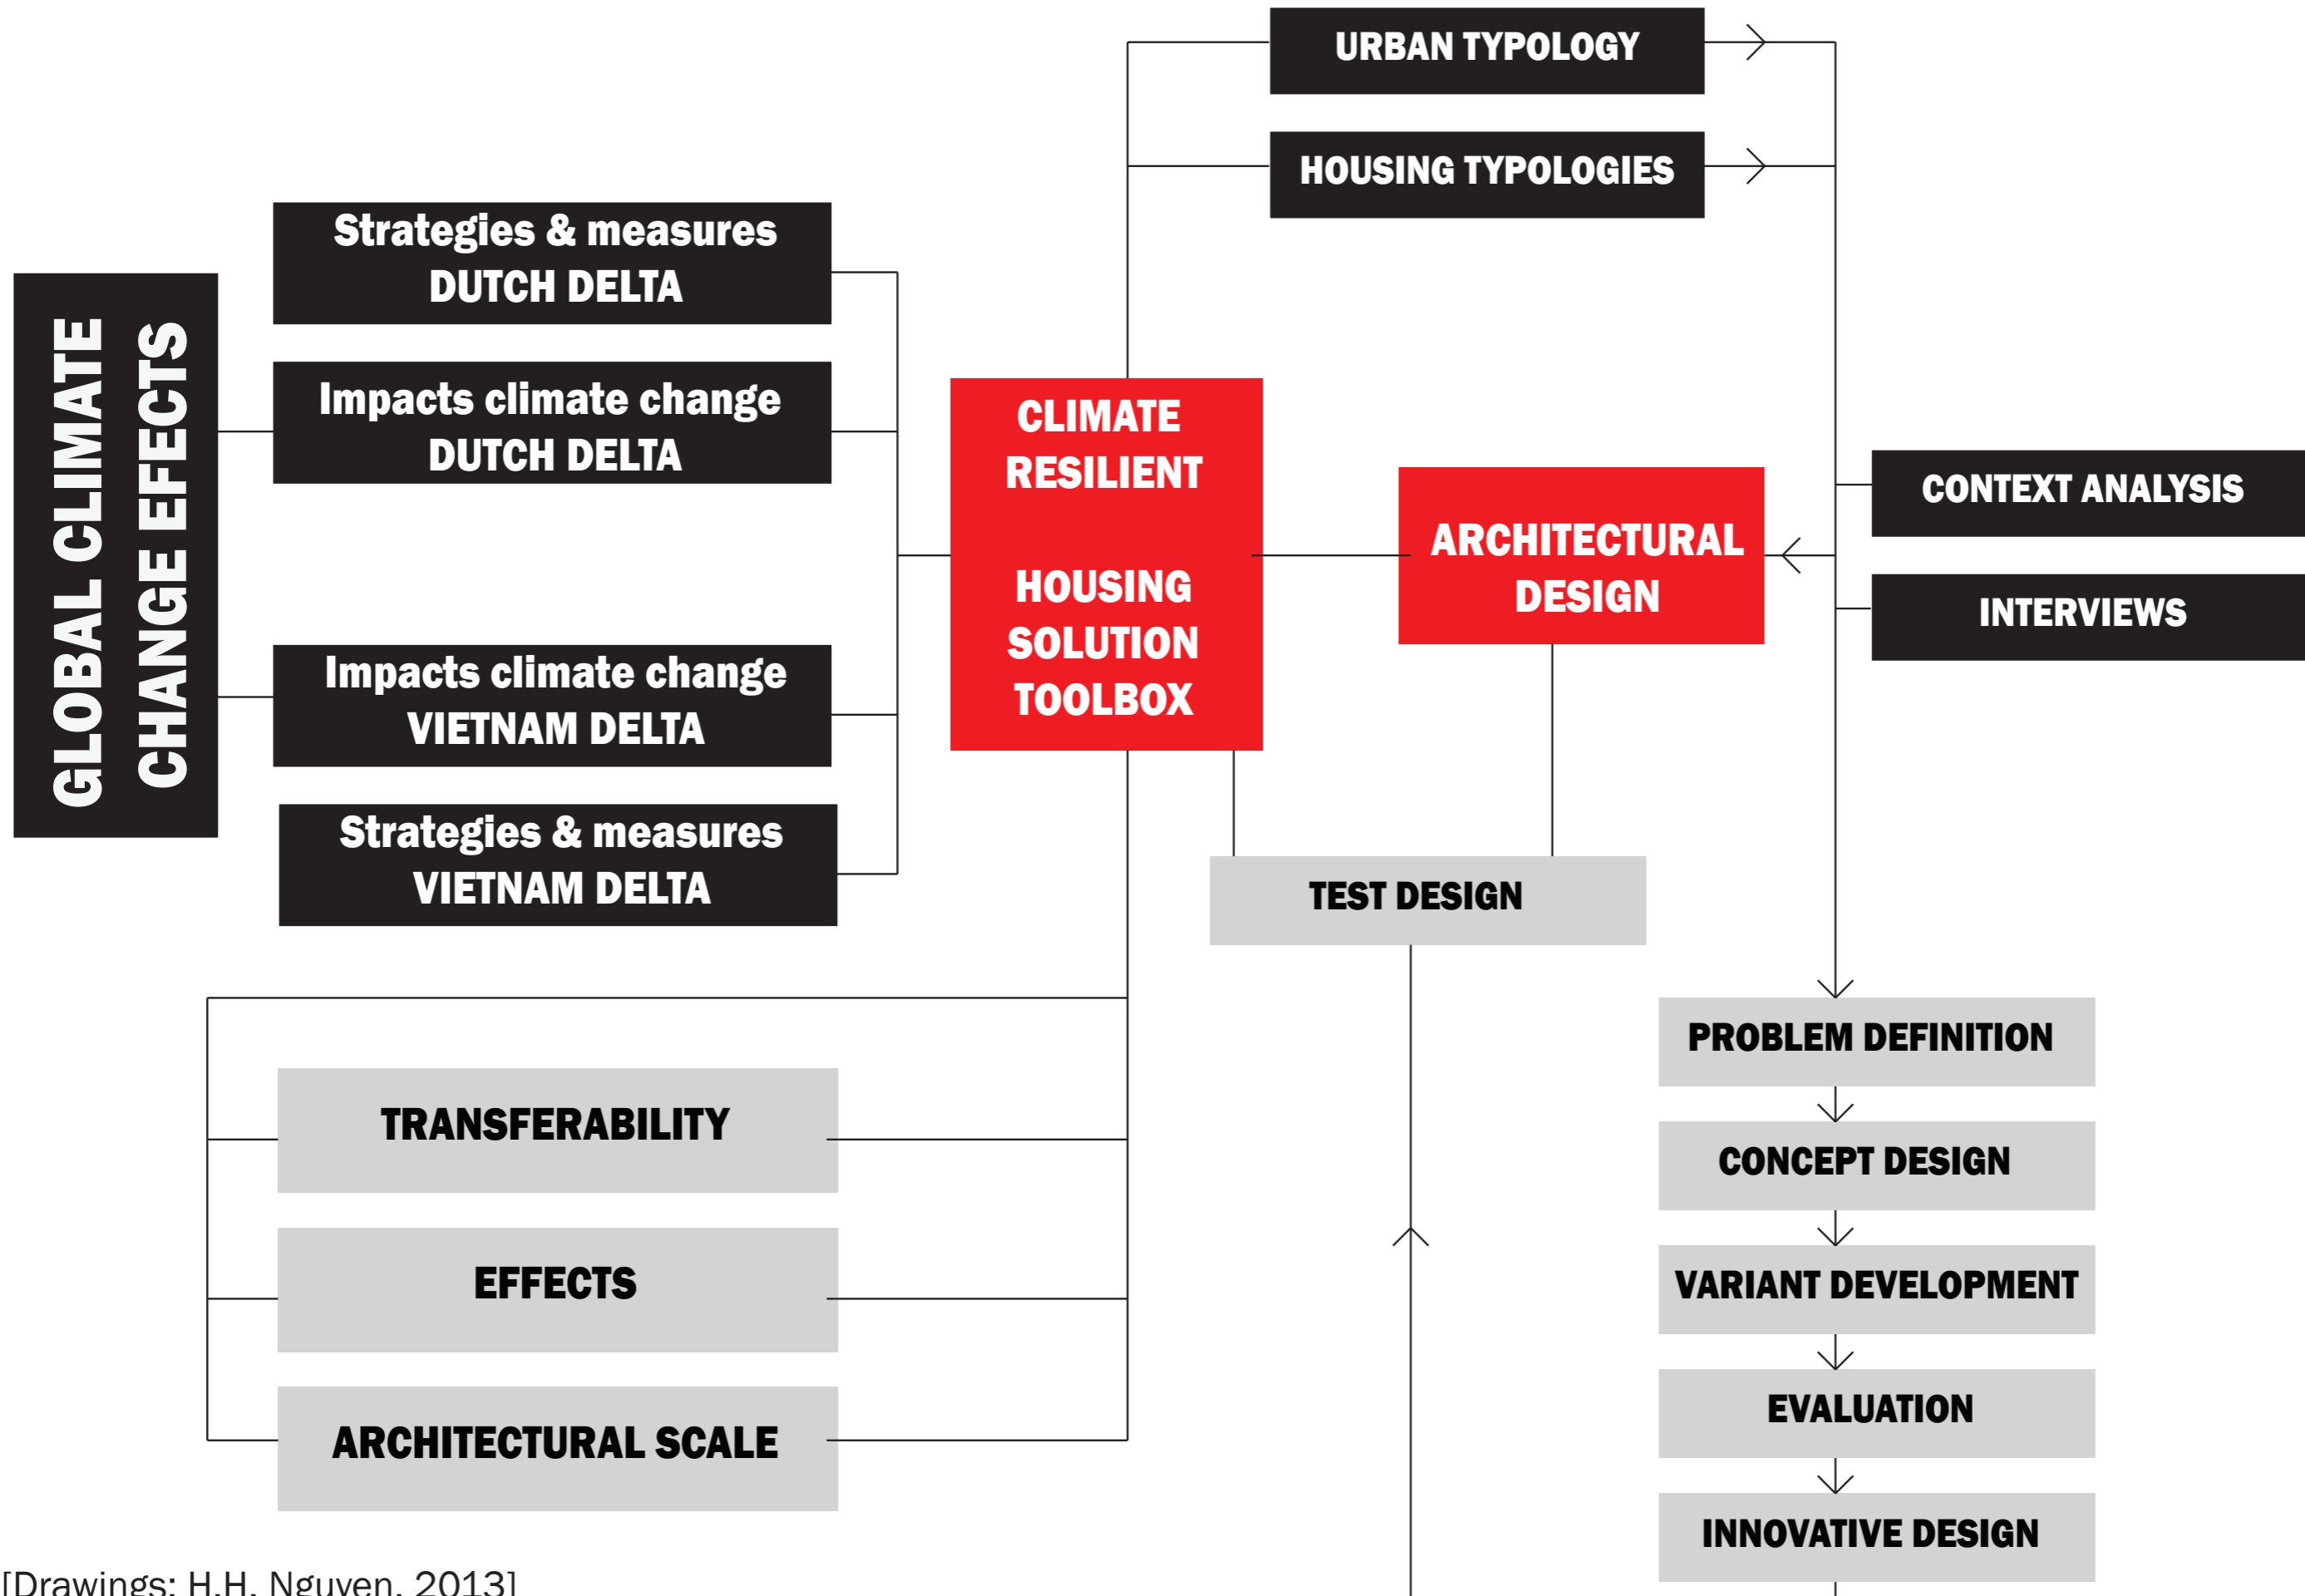 URBAN TYPOLOGY
HOUSING TYPOLOGIES
Strategies & measures
DUTCH DELTA
Impacts climate change
DUTCH DELTA
GLOBAL CLIMATE
CHANGE EFFECTS
Impacts climate change
VIETNAM DELTA
Strategies & measures
VIETNAM DELTA
CLIMATE
RESILIENT
HOUSING
SOLUTION
TOOLBOX
ARCHITECTURAL
DESIGN
CONTEXT ANALYSIS
INTERVIEWS
TEST DESIGN
TRANSFERABILITY
EFFECTS
ARCHITECTURAL SCALE
PROBLEM DEFINITION
CONCEPT DESIGN
VARIANT DEVELOPMENT
EVALUATION
INNOVATIVE DESIGN
[Drawings: H.H. Nguyen, 2013]